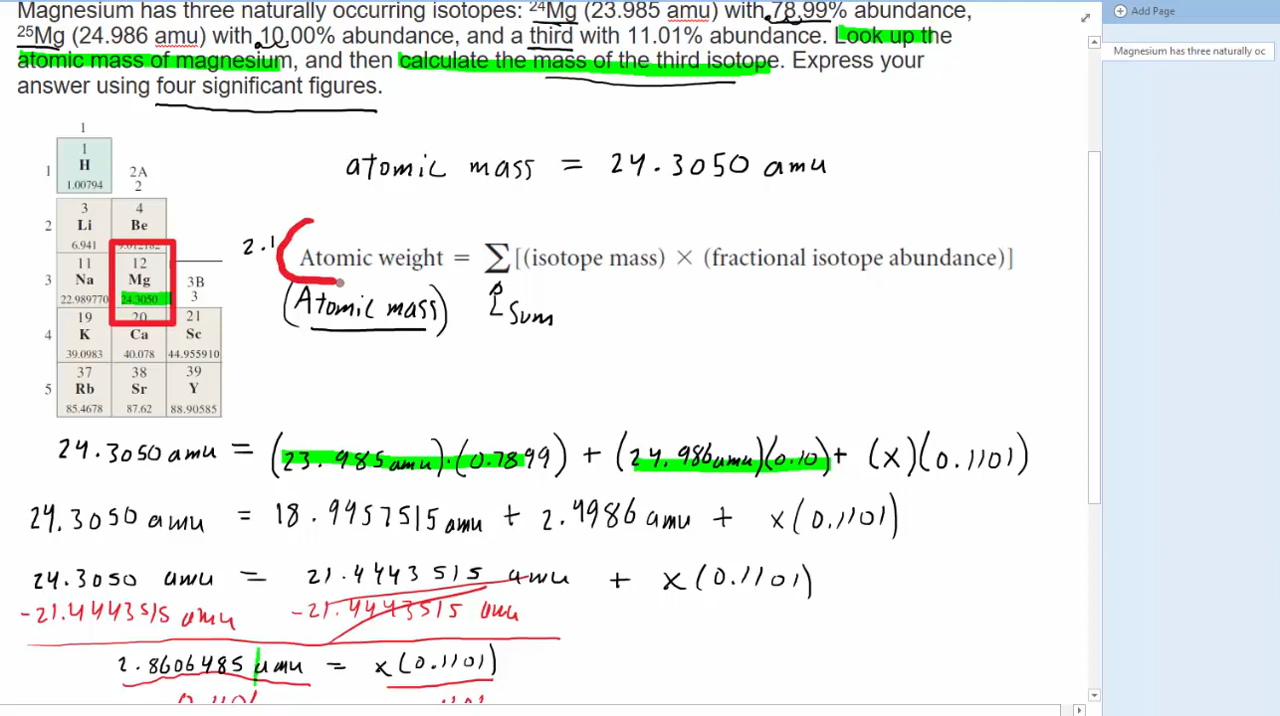 Magnesium has three naturally occurring isotopes: ²⁴Mg (23.985 amu) with 78.99% abundance,
²⁵Mg (24.986 amu) with 10.00% abundance, and a third with 11.01% abundance. Look up the
atomic mass of magnesium, and then calculate the mass of the third isotope. Express your
answer using four significant figures.
Add Page
Magnesium has three naturally oc
1
1
1 H 2A
1.00794 2
3 4
2 Li Be
6.941 9.012182
11 12
3 Na Mg 3B
22.989770 24.3050 3
19 20 21
4 K Ca Sc
39.0983 40.078 44.955910
37 38 39
5 Rb Sr Y
85.4678 87.62 88.90585
atomic mass = 24.3050 amu
2.1 Atomic weight = ∑[(isotope mass) × (fractional isotope abundance)]
(Atomic mass) Sum
24.3050 amu = (23.985 amu)·(0.7899) + (24.986 amu)(0.10) + (x)(0.1101)
24.3050 amu = 18.9457515 amu + 2.4986 amu + x(0.1101)
24.3050 amu = 21.4443515 amu + x(0.1101)
-21.4443515 amu -21.4443515 amu
2.8606485 amu = x(0.1101)